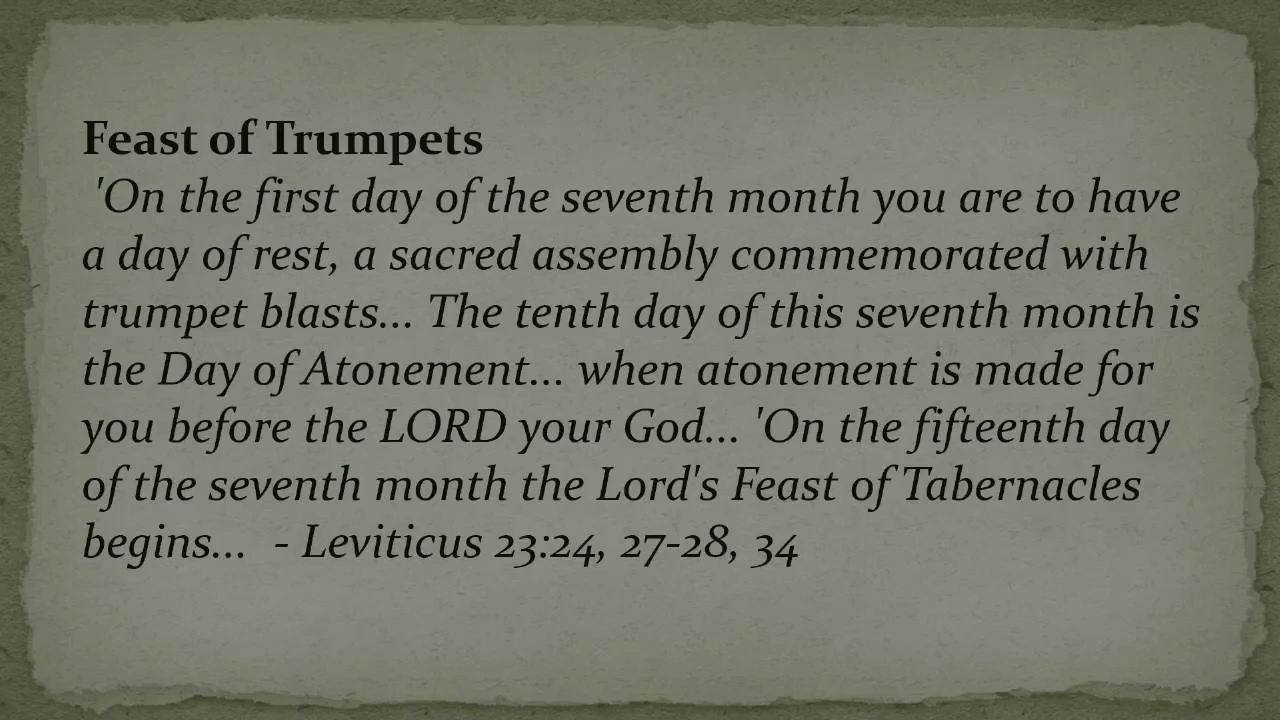 Feast of Trumpets
'On the first day of the seventh month you are to have
a day of rest, a sacred assembly commemorated with
trumpet blasts... The tenth day of this seventh month is
the Day of Atonement... when atonement is made for
you before the LORD your God... 'On the fifteenth day
of the seventh month the Lord's Feast of Tabernacles
begins...  - Leviticus 23:24, 27-28, 34